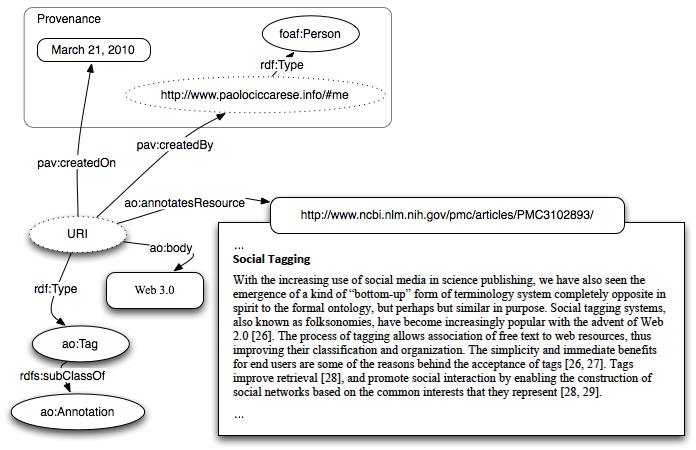 Provenance
foaf:Person
March 21, 2010
rdf:Type
http://www.paolociccarese.info/#me
pav:createdBy
pav:createdOn
ao:annotatesResource
http://www.ncbi.nlm.nih.gov/pmc/articles/PMC3102893/
URI
ao:body
Web 3.0
rdf:Type
ao:Tag
rdfs:subClassOf
ao:Annotation
...
Social Tagging
With the increasing use of social media in science publishing, we have also seen the
emergence of a kind of “bottom-up” form of terminology system completely opposite in
spirit to the formal ontology, but perhaps but similar in purpose. Social tagging systems,
also known as folksonomies, have become increasingly popular with the advent of Web
2.0 [26]. The process of tagging allows association of free text to web resources, thus
improving their classification and organization. The simplicity and immediate benefits
for end users are some of the reasons behind the acceptance of tags [26, 27]. Tags
improve retrieval [28], and promote social interaction by enabling the construction of
social networks based on the common interests that they represent [28, 29].
...